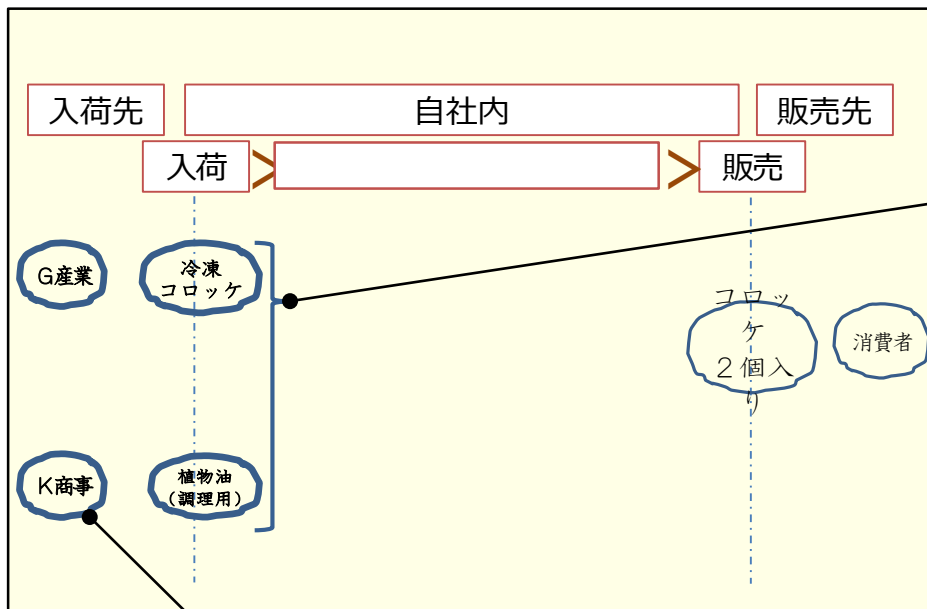 入荷先
自社内
販売先
入荷
販売
G産業
冷凍
コロッケ
コロッ
ケ
２個入
り
消費者
K商事
植物油
(調理用)